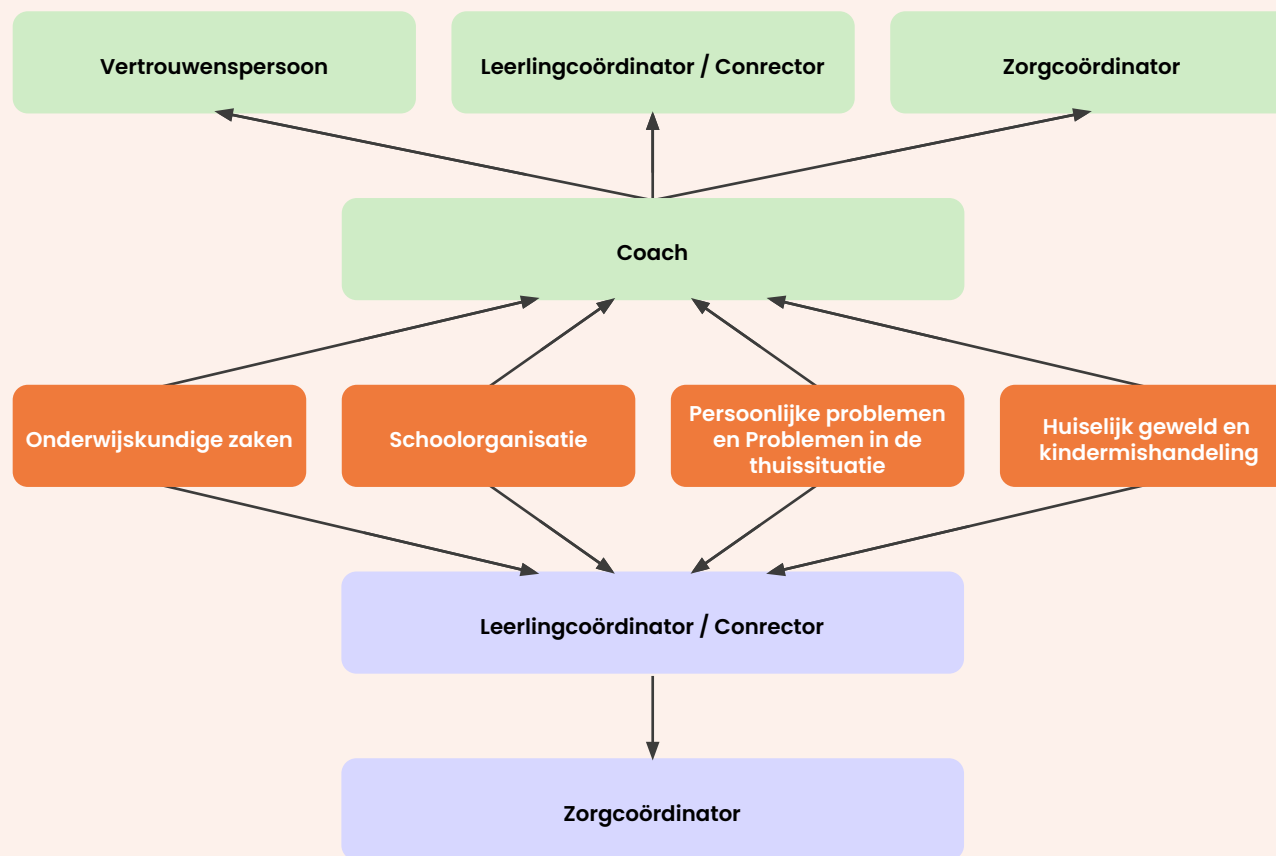 Vertrouwenspersoon
Leerlingcoördinator / Conrector
Zorgcoördinator
Coach
Onderwijskundige zaken
Schoolorganisatie
Persoonlijke problemen
en Problemen in de
thuissituatie
Huiselijk geweld en
kindermishandeling
Leerlingcoördinator / Conrector
Zorgcoördinator